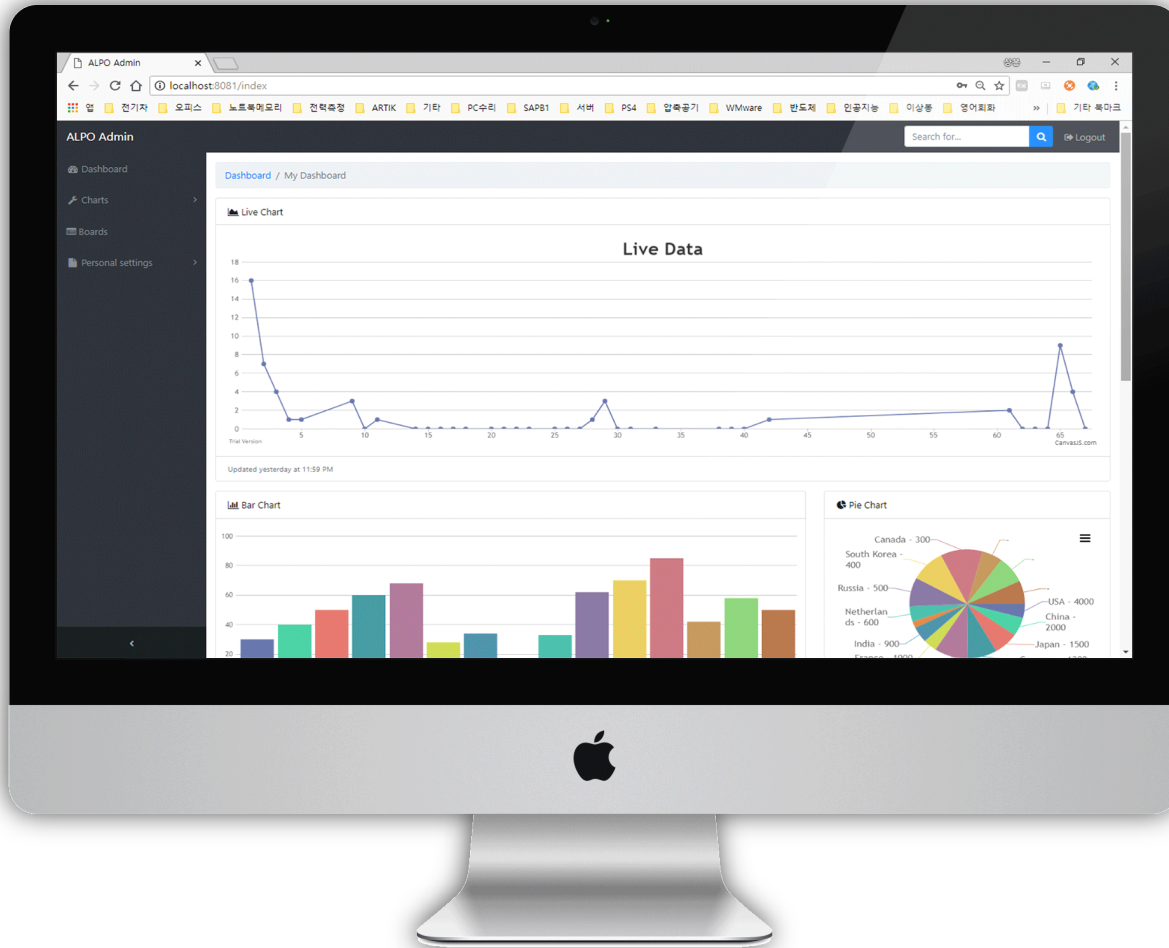 ALPO Admin
상봉
localhost:8081/index
앱 전기자 오피스 노트북메모리 전력측정 ARTIK 기타 PC수리 SAPB1 서버 PS4 압축공기 WMware 반도체 인공지능 이상봉 영어회화 » 기타 북마크
ALPO Admin
Search for...
Logout
Dashboard
Charts
Boards
Personal settings
Dashboard / My Dashboard
Live Chart
Live Data
18
16
14
12
10
8
6
4
2
0
5 10 15 20 25 30 35 40 45 50 55 60 65
Trial Version
CanvasJS.com
Updated yesterday at 11:59 PM
Bar Chart
100
80
60
40
20
Pie Chart
Canada - 300
South Korea -
400
Russia - 500
Netherlan
ds - 600
India - 900
USA - 4000
China -
2000
Japan - 1500